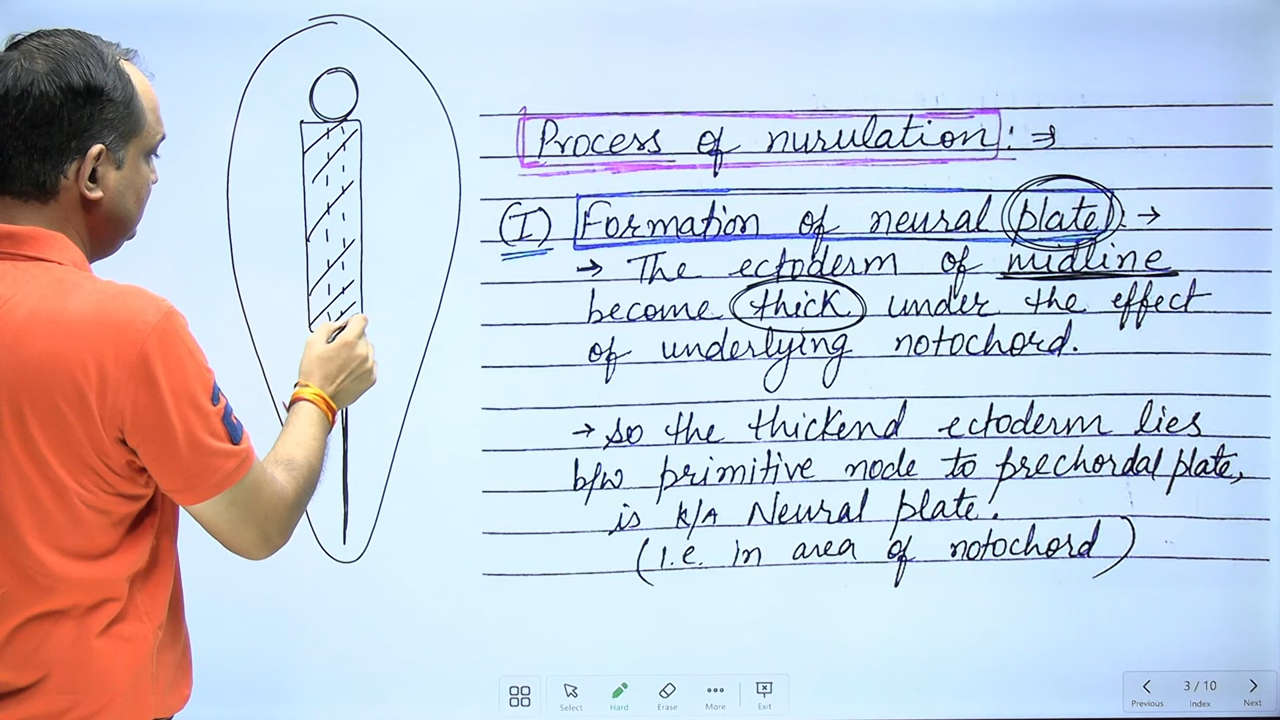 Process of nurulation : ⇒
(I) Formation of neural plate : →
→ The ectoderm of midline
become thick under the effect
of underlying notochord.
→ so the thickend ectoderm lies
b/w primitive node to prechordal plate,
is K/A Neural plate.
(i.e. in area of notochord)
Select
Hard
Erase
More
Exit
Previous
3 / 10
Index
Next